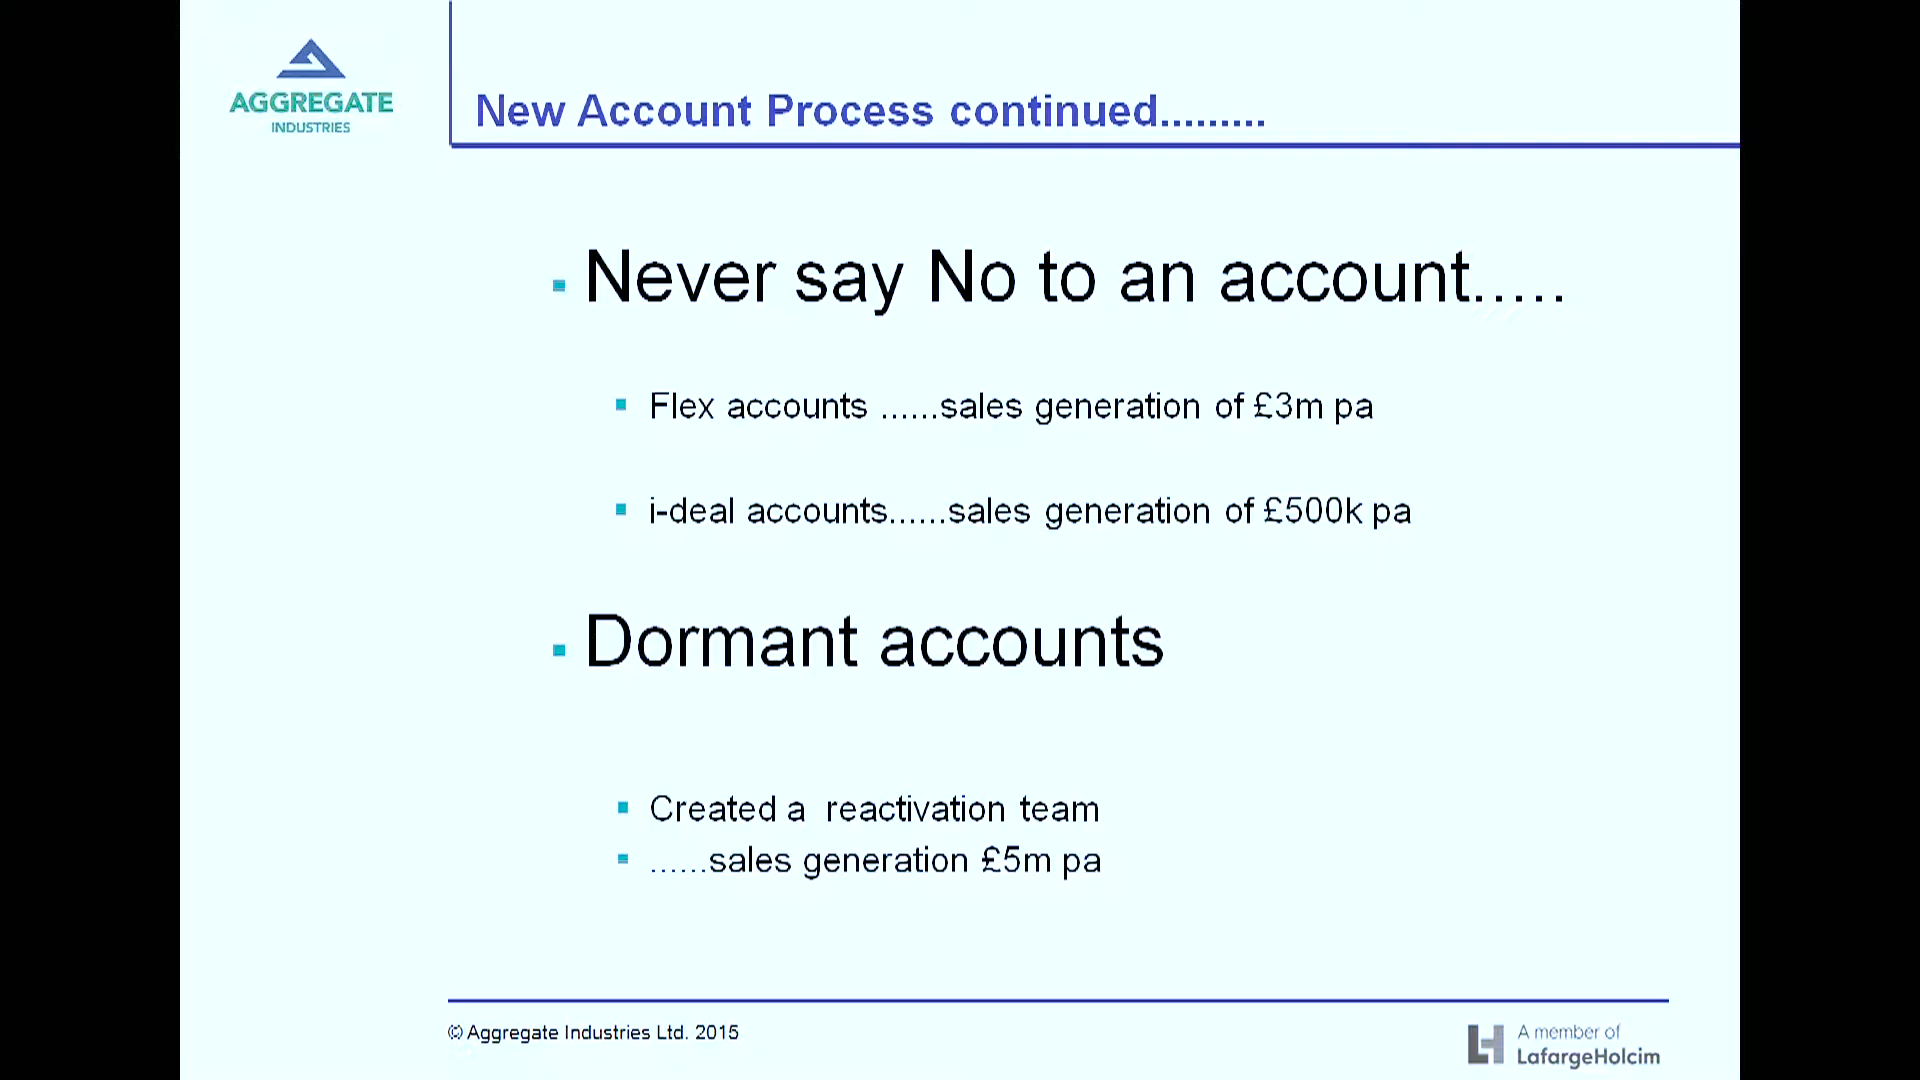 AGGREGATE
INDUSTRIES
New Account Process continued.........
Never say No to an account.....
Flex accounts ......sales generation of £3m pa
i-deal accounts......sales generation of £500k pa
Dormant accounts
Created a  reactivation team
......sales generation £5m pa
© Aggregate Industries Ltd. 2015
A member of
LafargeHolcim